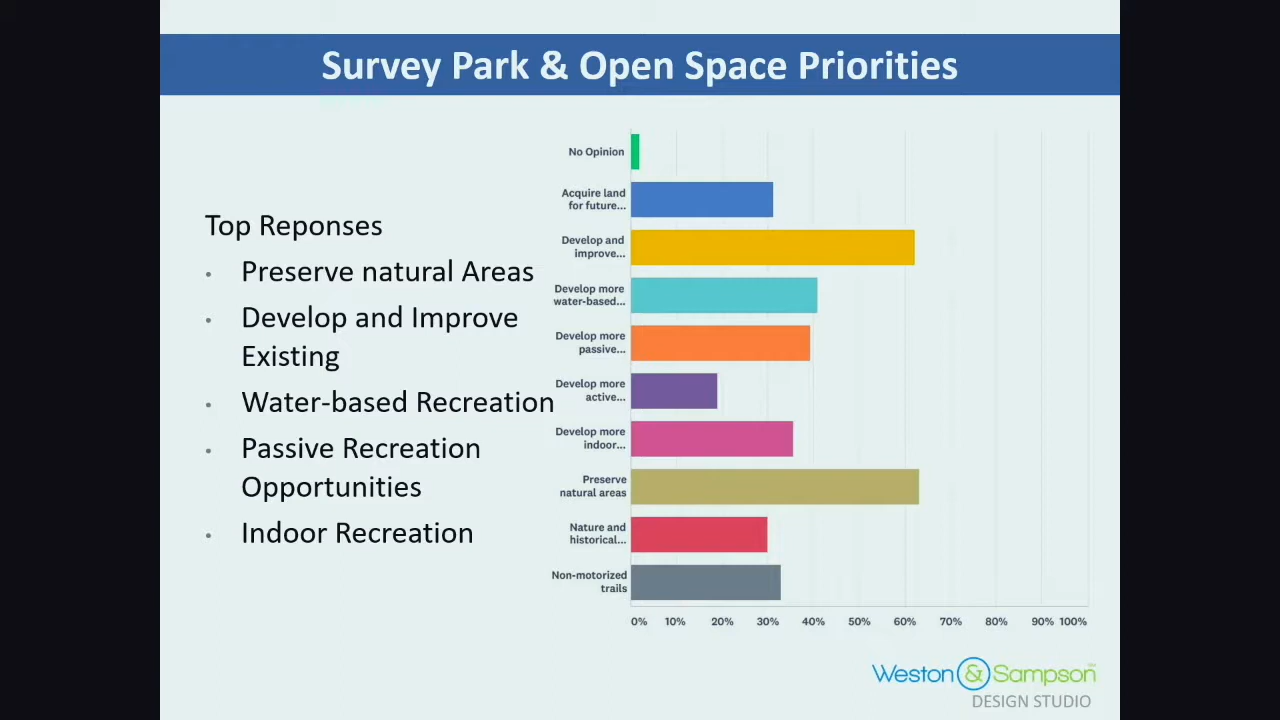 Survey Park & Open Space Priorities
Top Reponses
• Preserve natural Areas
• Develop and Improve
Existing
• Water-based Recreation
• Passive Recreation
Opportunities
• Indoor Recreation
No Opinion
Acquire land
for future...
Develop and
improve...
Develop more
water-based...
Develop more
passive...
Develop more
active...
Develop more
indoor...
Preserve
natural areas
Nature and
historical...
Non-motorized
trails
0% 10% 20% 30% 40% 50% 60% 70% 80% 90% 100%
Weston & Sampson
DESIGN STUDIO